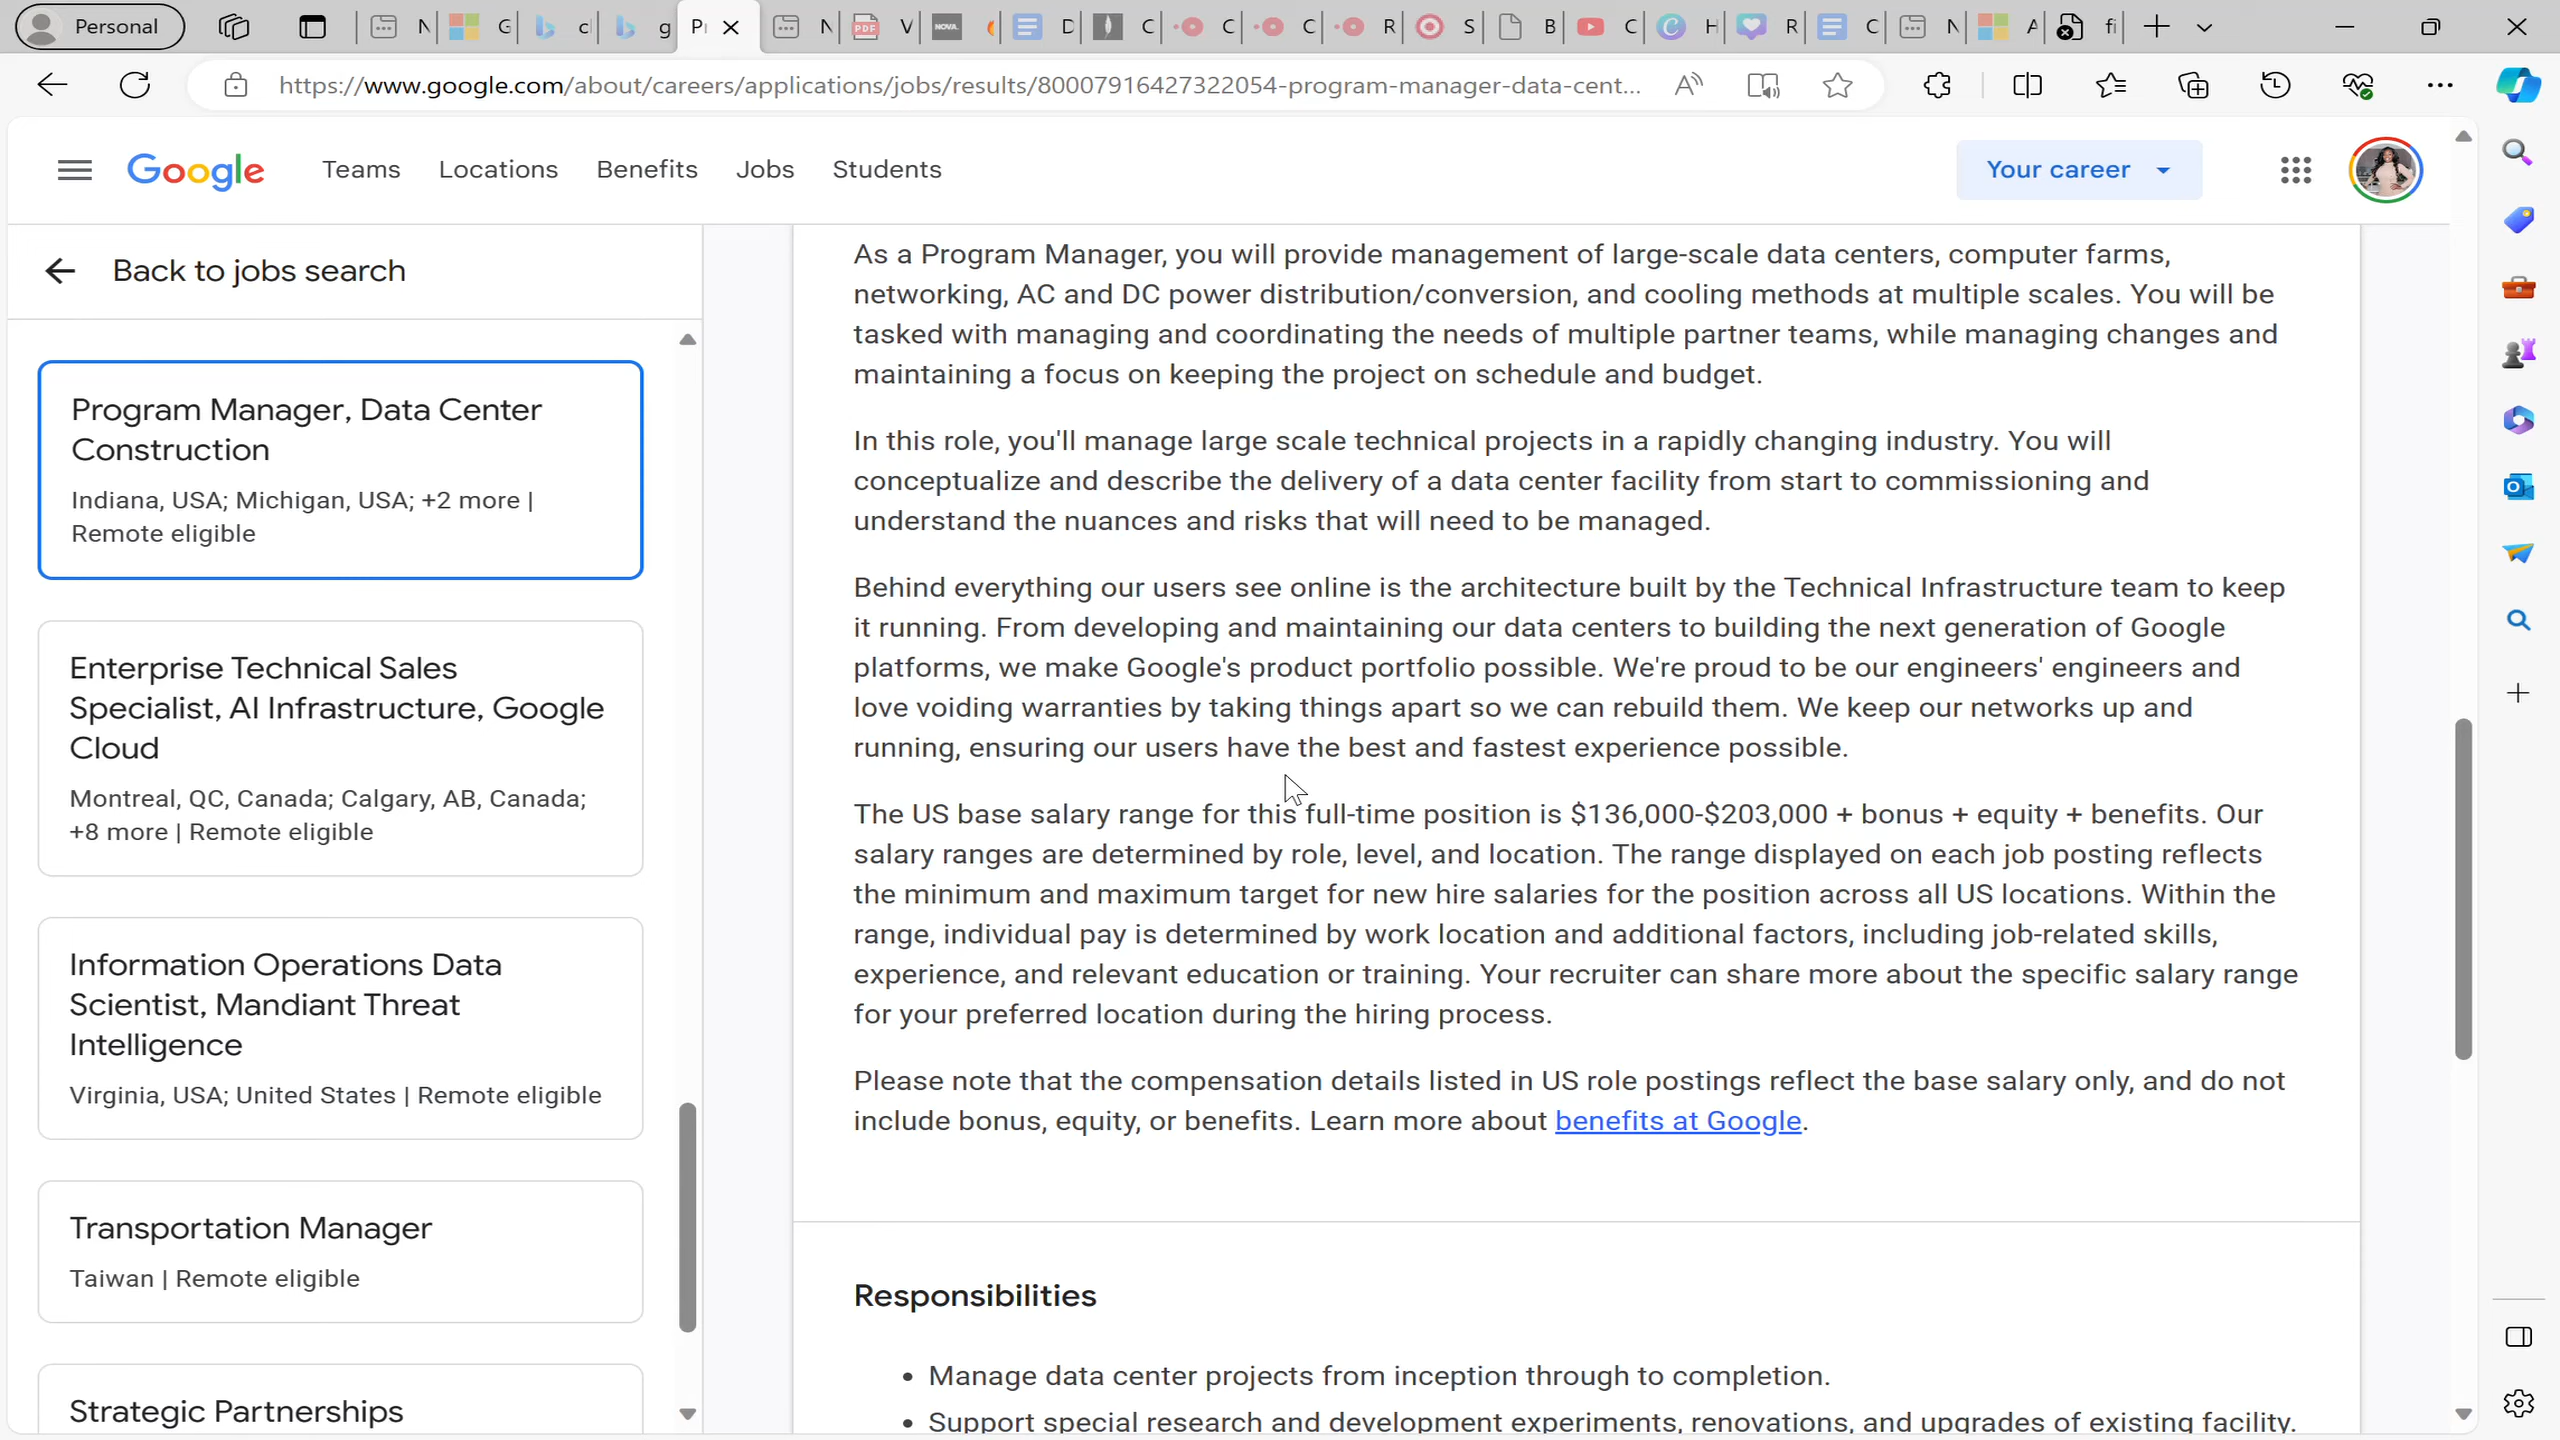 Personal
N
G
cl
g
Pr
N
V
NOVA
D
C
C
C
R
S
B
C
H
R
C
N
A
fi
https://www.google.com/about/careers/applications/jobs/results/80007916427322054-program-manager-data-cent...
Google
Teams
Locations
Benefits
Jobs
Students
Your career
Back to jobs search
Program Manager, Data Center
Construction
Indiana, USA; Michigan, USA; +2 more |
Remote eligible
Enterprise Technical Sales
Specialist, AI Infrastructure, Google
Cloud
Montreal, QC, Canada; Calgary, AB, Canada;
+8 more | Remote eligible
Information Operations Data
Scientist, Mandiant Threat
Intelligence
Virginia, USA; United States | Remote eligible
Transportation Manager
Taiwan | Remote eligible
Strategic Partnerships
As a Program Manager, you will provide management of large-scale data centers, computer farms,
networking, AC and DC power distribution/conversion, and cooling methods at multiple scales. You will be
tasked with managing and coordinating the needs of multiple partner teams, while managing changes and
maintaining a focus on keeping the project on schedule and budget.
In this role, you'll manage large scale technical projects in a rapidly changing industry. You will
conceptualize and describe the delivery of a data center facility from start to commissioning and
understand the nuances and risks that will need to be managed.
Behind everything our users see online is the architecture built by the Technical Infrastructure team to keep
it running. From developing and maintaining our data centers to building the next generation of Google
platforms, we make Google's product portfolio possible. We're proud to be our engineers' engineers and
love voiding warranties by taking things apart so we can rebuild them. We keep our networks up and
running, ensuring our users have the best and fastest experience possible.
The US base salary range for this full-time position is $136,000-$203,000 + bonus + equity + benefits. Our
salary ranges are determined by role, level, and location. The range displayed on each job posting reflects
the minimum and maximum target for new hire salaries for the position across all US locations. Within the
range, individual pay is determined by work location and additional factors, including job-related skills,
experience, and relevant education or training. Your recruiter can share more about the specific salary range
for your preferred location during the hiring process.
Please note that the compensation details listed in US role postings reflect the base salary only, and do not
include bonus, equity, or benefits. Learn more about benefits at Google.
Responsibilities
• Manage data center projects from inception through to completion.
• Support special research and development experiments, renovations, and upgrades of existing facility.